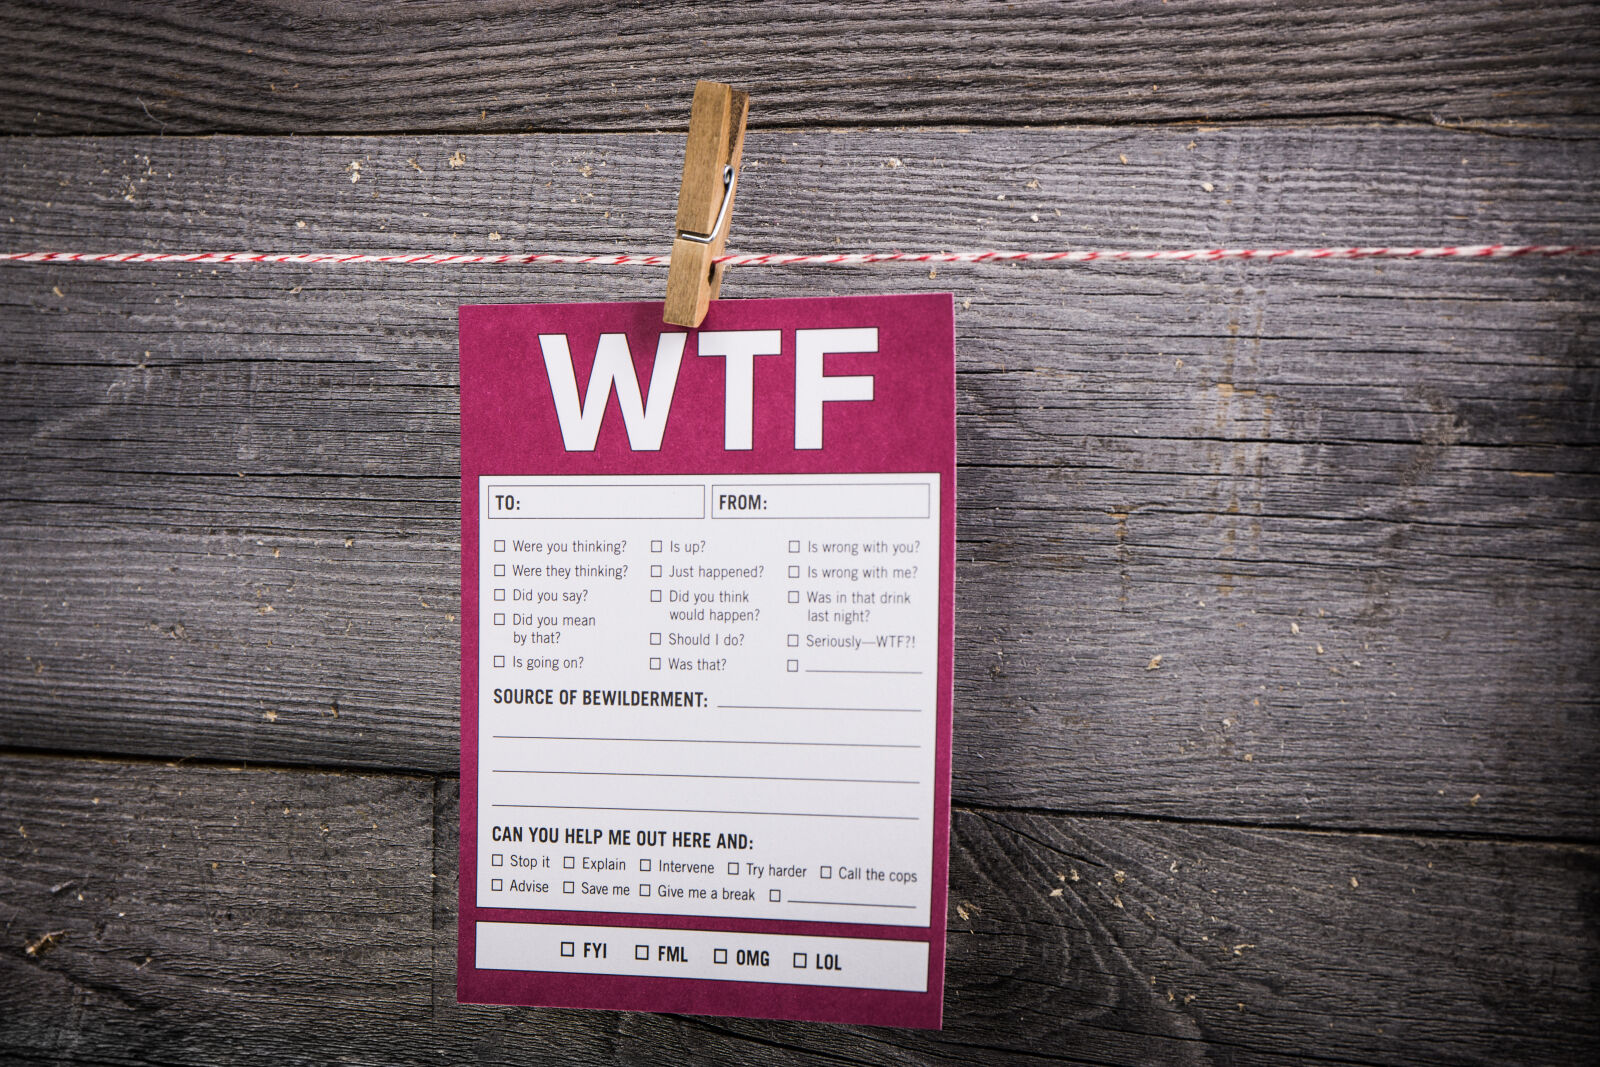 WTF
TO: FROM:
Were you thinking?
Were they thinking?
Did you say?
Did you mean
by that?
Is going on?
Is up?
Just happened?
Did you think
would happen?
Should I do?
Was that?
Is wrong with you?
Is wrong with me?
Was in that drink
last night?
Seriously—WTF?!
SOURCE OF BEWILDERMENT:
CAN YOU HELP ME OUT HERE AND:
Stop it Explain Intervene Try harder Call the cops
Advise Save me Give me a break
FYI FML OMG LOL